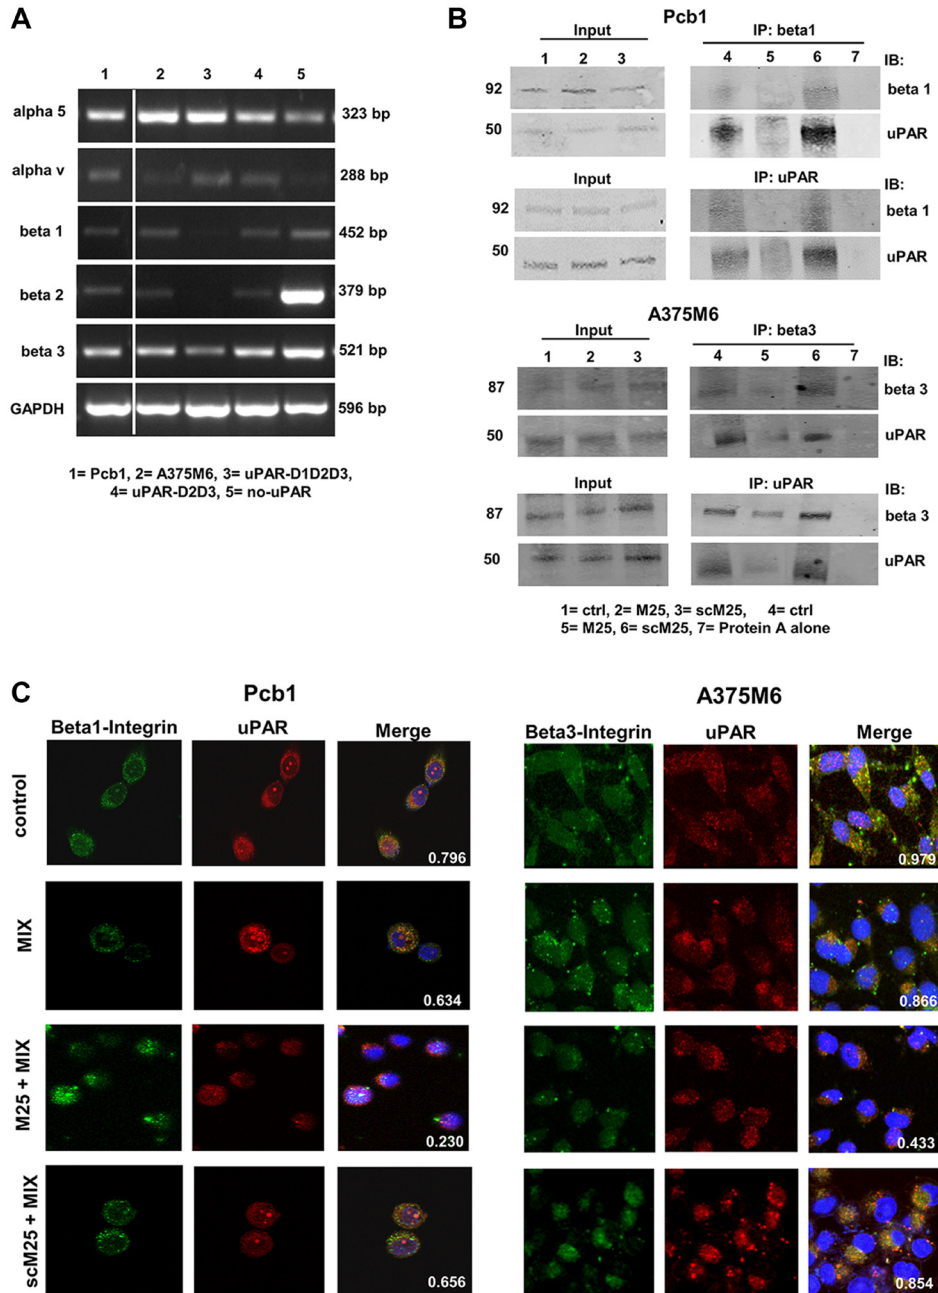 A
1 2 3 4 5
alpha 5 323 bp
alpha v 288 bp
beta 1 452 bp
beta 2 379 bp
beta 3 521 bp
GAPDH 596 bp
1= Pcb1, 2= A375M6, 3= uPAR-D1D2D3,
4= uPAR-D2D3, 5= no-uPAR
B
Pcb1
Input IP: beta1
1 2 3 4 5 6 7 IB:
92 beta 1
50 uPAR
Input IP: uPAR IB:
92 beta 1
50 uPAR
A375M6
Input IP: beta3
1 2 3 4 5 6 7 IB:
87 beta 3
50 uPAR
Input IP: uPAR IB:
87 beta 3
50 uPAR
1= ctrl, 2= M25, 3= scM25, 4= ctrl
5= M25, 6= scM25, 7= Protein A alone
C
Pcb1 A375M6
Beta1-Integrin uPAR Merge Beta3-Integrin uPAR Merge
control 0.796 0.979
MIX 0.634 0.866
M25 + MIX 0.230 0.433
scM25 + MIX 0.656 0.854